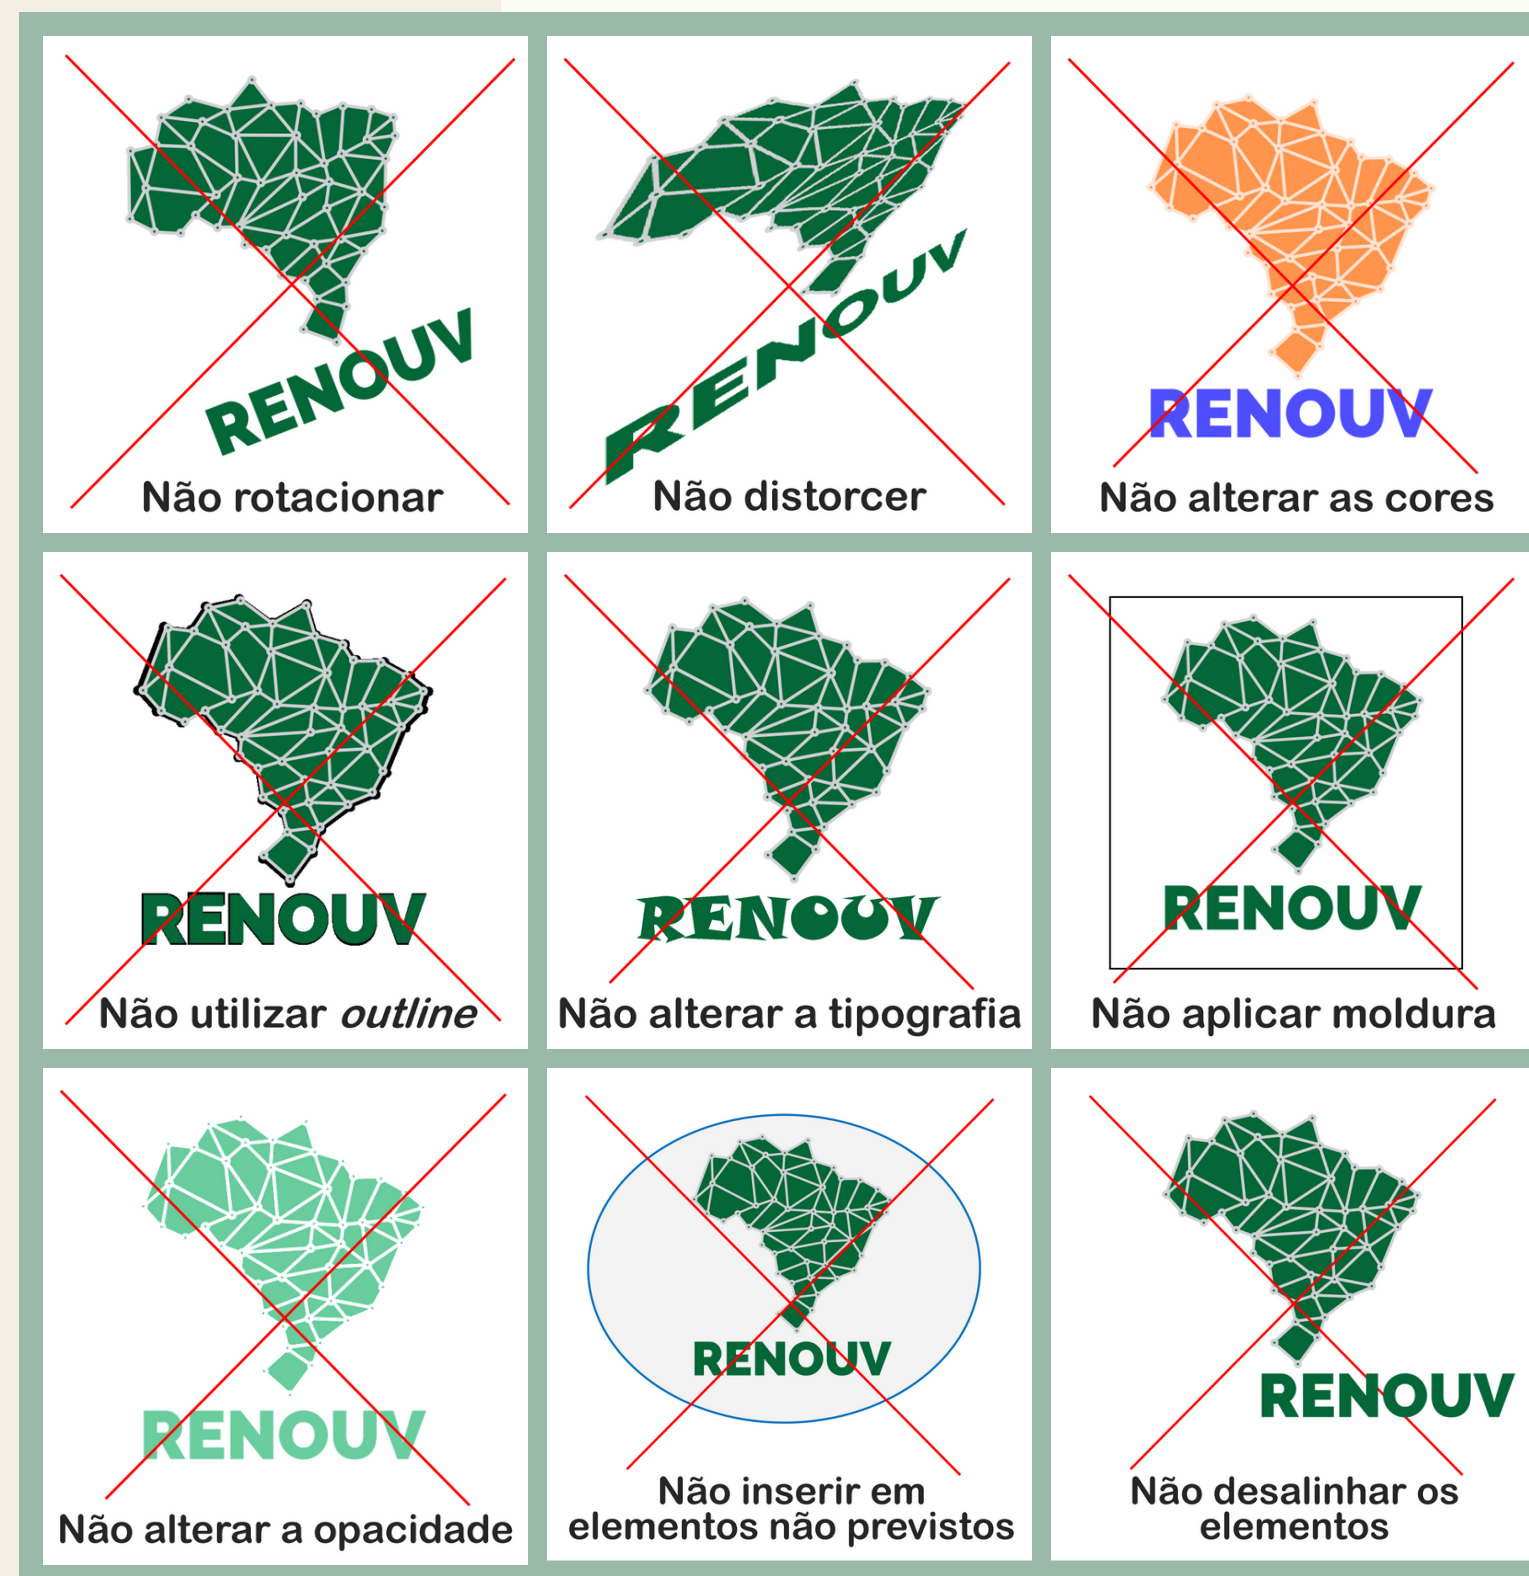 RENOUV
Não rotacionar
RENOUV
Não distorcer
RENOUV
Não alterar as cores
RENOUV
Não utilizar outline
RENOUV
Não alterar a tipografia
RENOUV
Não aplicar moldura
RENOUV
Não alterar a opacidade
RENOUV
Não inserir em
elementos não previstos
RENOUV
Não desalinhar os
elementos